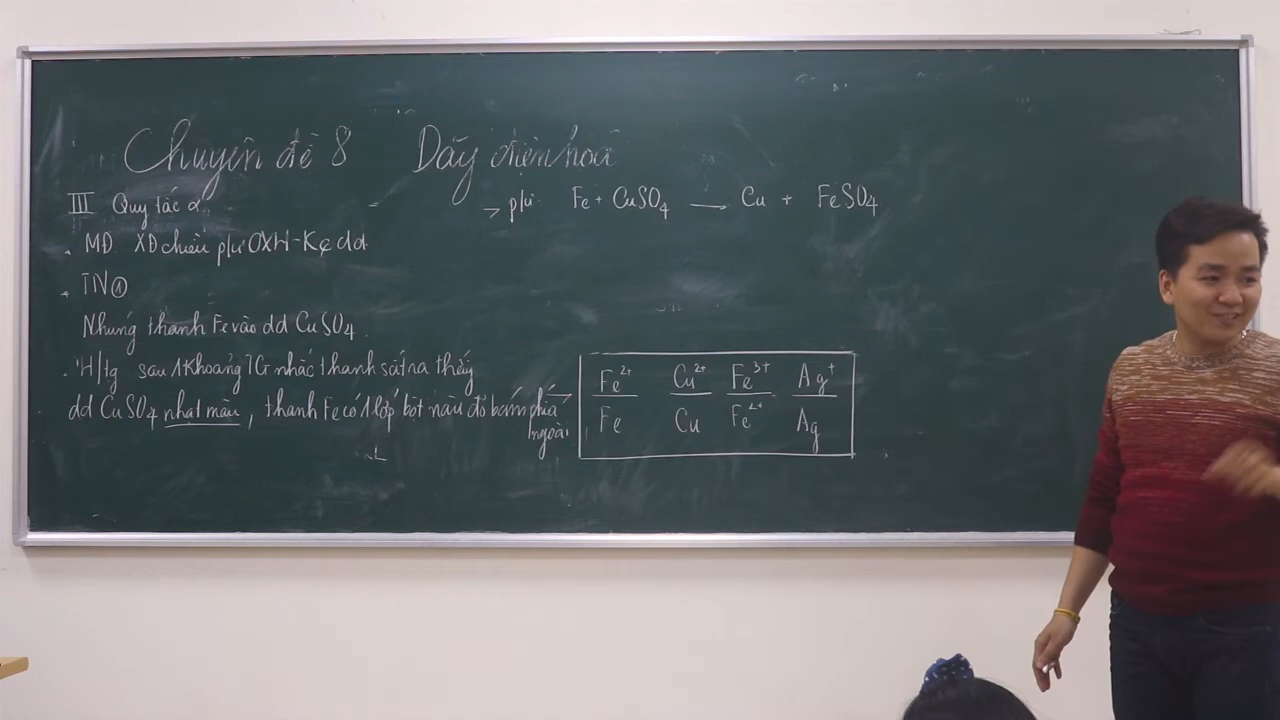 Chuyên đề 8 Dãy điện hoá
III Quy tắc α
→ pứ Fe + CuSO4 → Cu + FeSO4
. MĐ XĐ chiều pứ OXH-K dd
. TN①
Nhúng thanh Fe vào dd CuSO4.
. H/tg sau 1 khoảng TG nhấc thanh sắt ra thấy
dd CuSO4 nhạt màu, thanh Fe có 1 lớp bột nâu đỏ bám phía
ngoài
Fe2+ Cu2+ Fe3+ Ag+
Fe Cu Fe2+ Ag